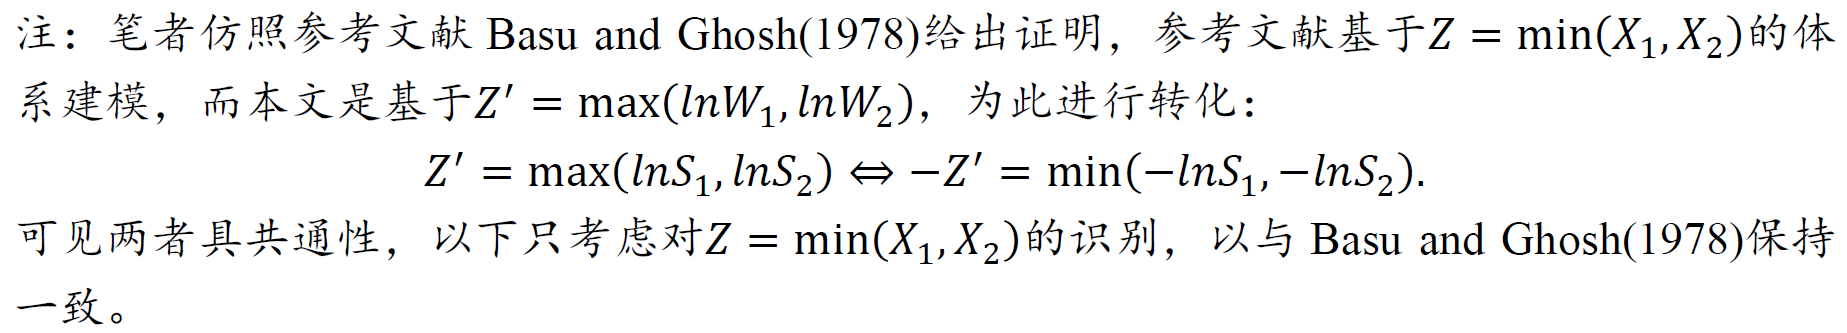 注：笔者仿照参考文献 Basu and Ghosh(1978)给出证明，参考文献基于Z = min(X₁, X₂)的体
系建模，而本文是基于Z′ = max(lnW₁, lnW₂)，为此进行转化：
Z′ = max(lnS₁, lnS₂) ⇔ −Z′ = min(−lnS₁, −lnS₂).
可见两者具共通性，以下只考虑对Z = min(X₁, X₂)的识别，以与 Basu and Ghosh(1978)保持
一致。